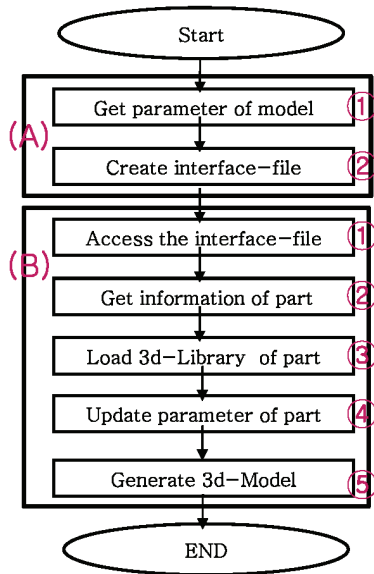 Start
(A)
Get parameter of model ①
Create interface-file ②
(B)
Access the interface-file ①
Get information of part ②
Load 3d-Library of part ③
Update parameter of part ④
Generate 3d-Model ⑤
END